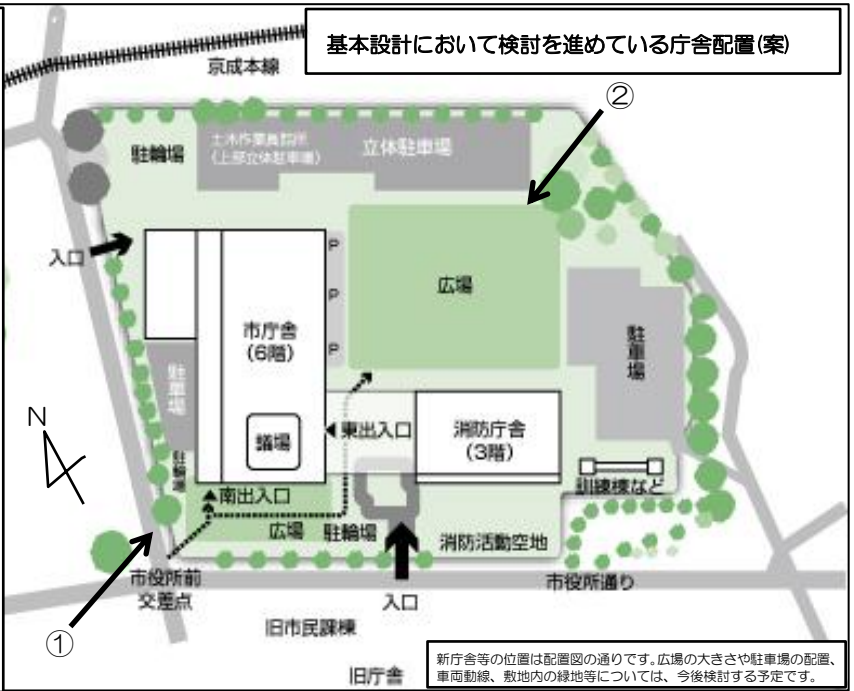 基本設計において検討を進めている庁舎配置(案)
京成本線
②
土木作業員詰所
(上部立体駐車場)
立体駐車場
駐輪場
入口
P
広場
P
市庁舎
(6階)
P
駐車場
駐車場
N
議場
東出入口
消防庁舎
(3階)
駐輪場
訓練棟など
南出入口
広場
駐輪場
消防活動空地
市役所前
交差点
入口
市役所通り
①
旧市民課棟
旧庁舎
新庁舎等の位置は配置図の通りです。広場の大きさや駐車場の配置、
車両動線、敷地内の緑地等については、今後検討する予定です。